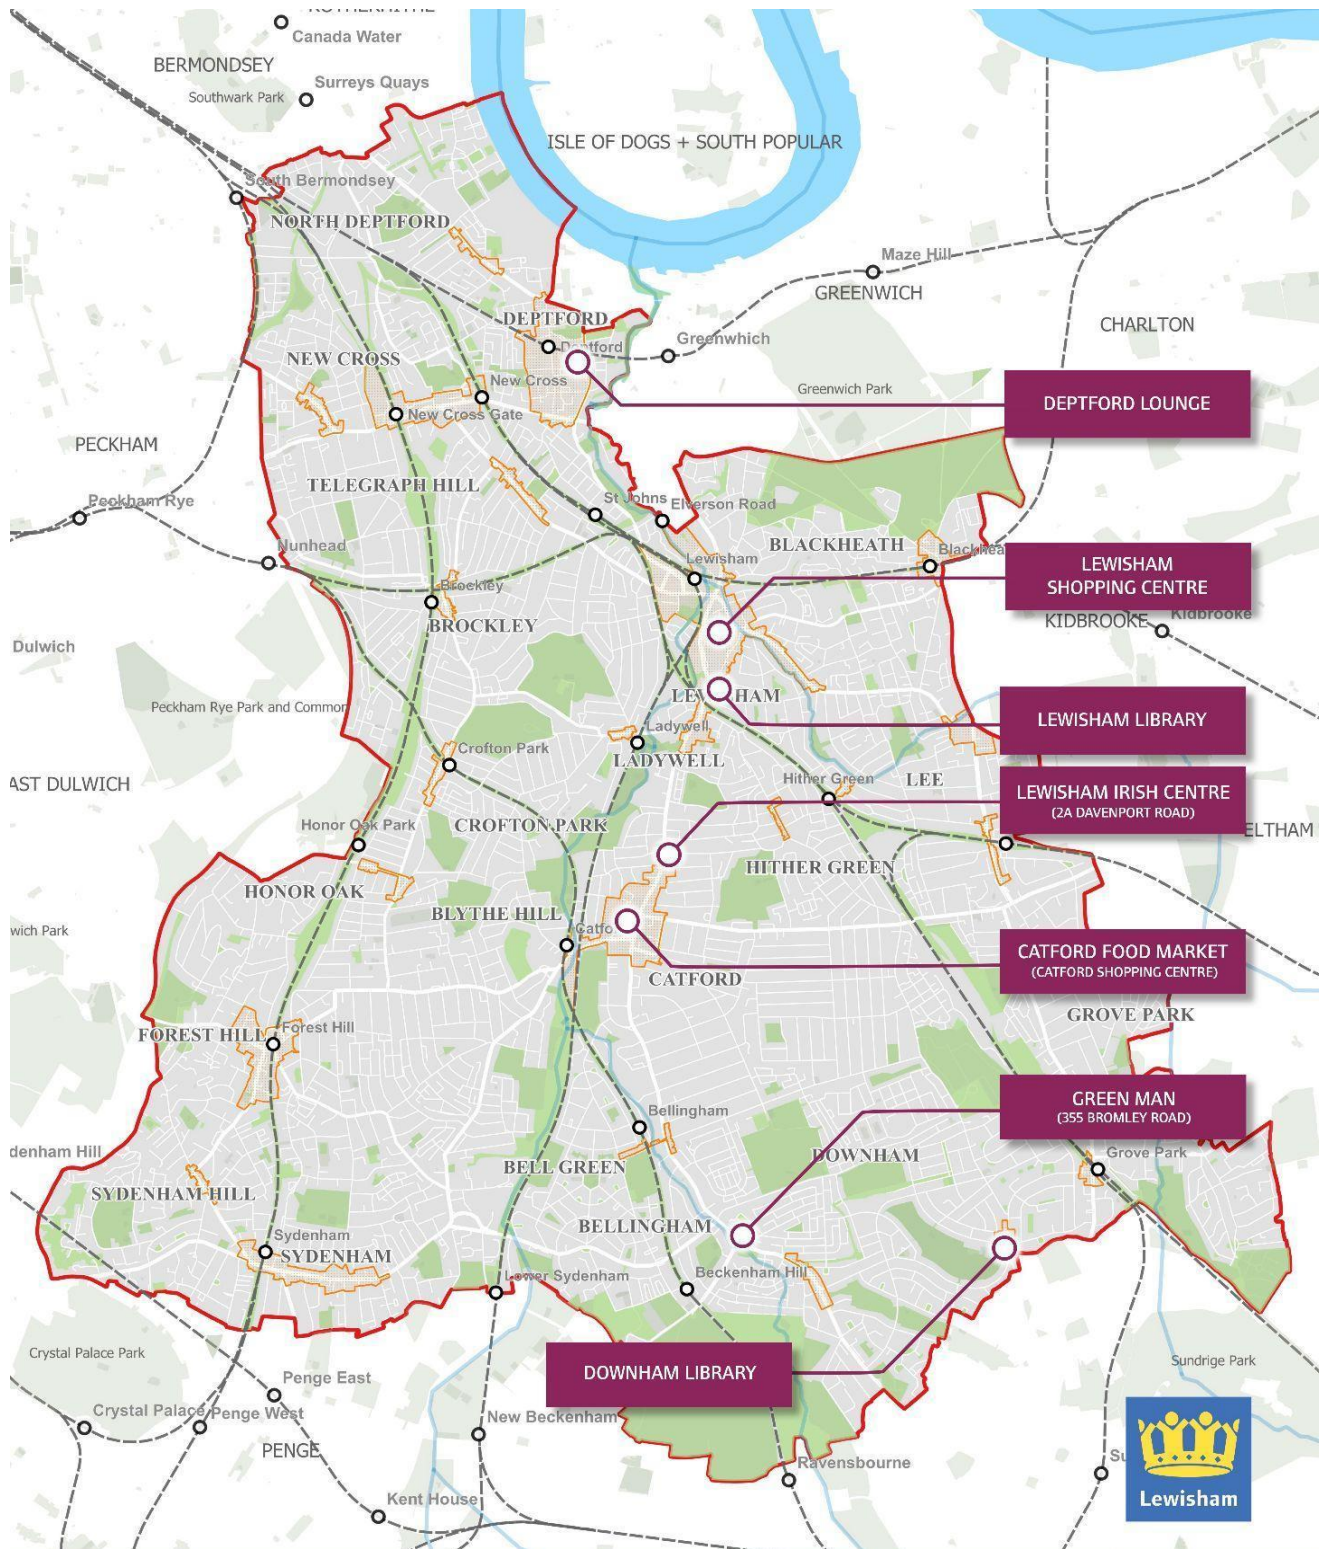 ROTHERHITHE
Canada Water
BERMONDSEY
Surreys Quays
Southwark Park
ISLE OF DOGS + SOUTH POPULAR
South Bermondsey
NORTH DEPTFORD
Maze Hill
GREENWICH
DEPTFORD
CHARLTON
Deptford
Greenwhich
NEW CROSS
New Cross
Greenwich Park
DEPTFORD LOUNGE
New Cross Gate
PECKHAM
TELEGRAPH HILL
Peckham Rye
St Johns
Elverson Road
Nunhead
BLACKHEATH
Lewisham
Blackhea
LEWISHAM
SHOPPING CENTRE
Brockley
BROCKLEY
KIDBROOKE
Kidbrooke
Dulwich
Peckham Rye Park and Common
LEWISHAM
LEWISHAM LIBRARY
Ladywell
LADYWELL
Crofton Park
Hither Green
LEE
AST DULWICH
LEWISHAM IRISH CENTRE
(2A DAVENPORT ROAD)
CROFTON PARK
Honor Oak Park
ELTHAM
HITHER GREEN
HONOR OAK
BLYTHE HILL
wich Park
Catfo
CATFORD FOOD MARKET
(CATFORD SHOPPING CENTRE)
CATFORD
GROVE PARK
FOREST HILL
Forest Hill
GREEN MAN
(355 BROMLEY ROAD)
Bellingham
denham Hill
DOWNHAM
BELL GREEN
Grove Park
SYDENHAM HILL
BELLINGHAM
Sydenham
SYDENHAM
Lower Sydenham
Beckenham Hill
Crystal Palace Park
Sundrige Park
DOWNHAM LIBRARY
Penge East
Crystal Palace
Penge West
New Beckenham
PENGE
Ravensbourne
Su
Kent House
Lewisham